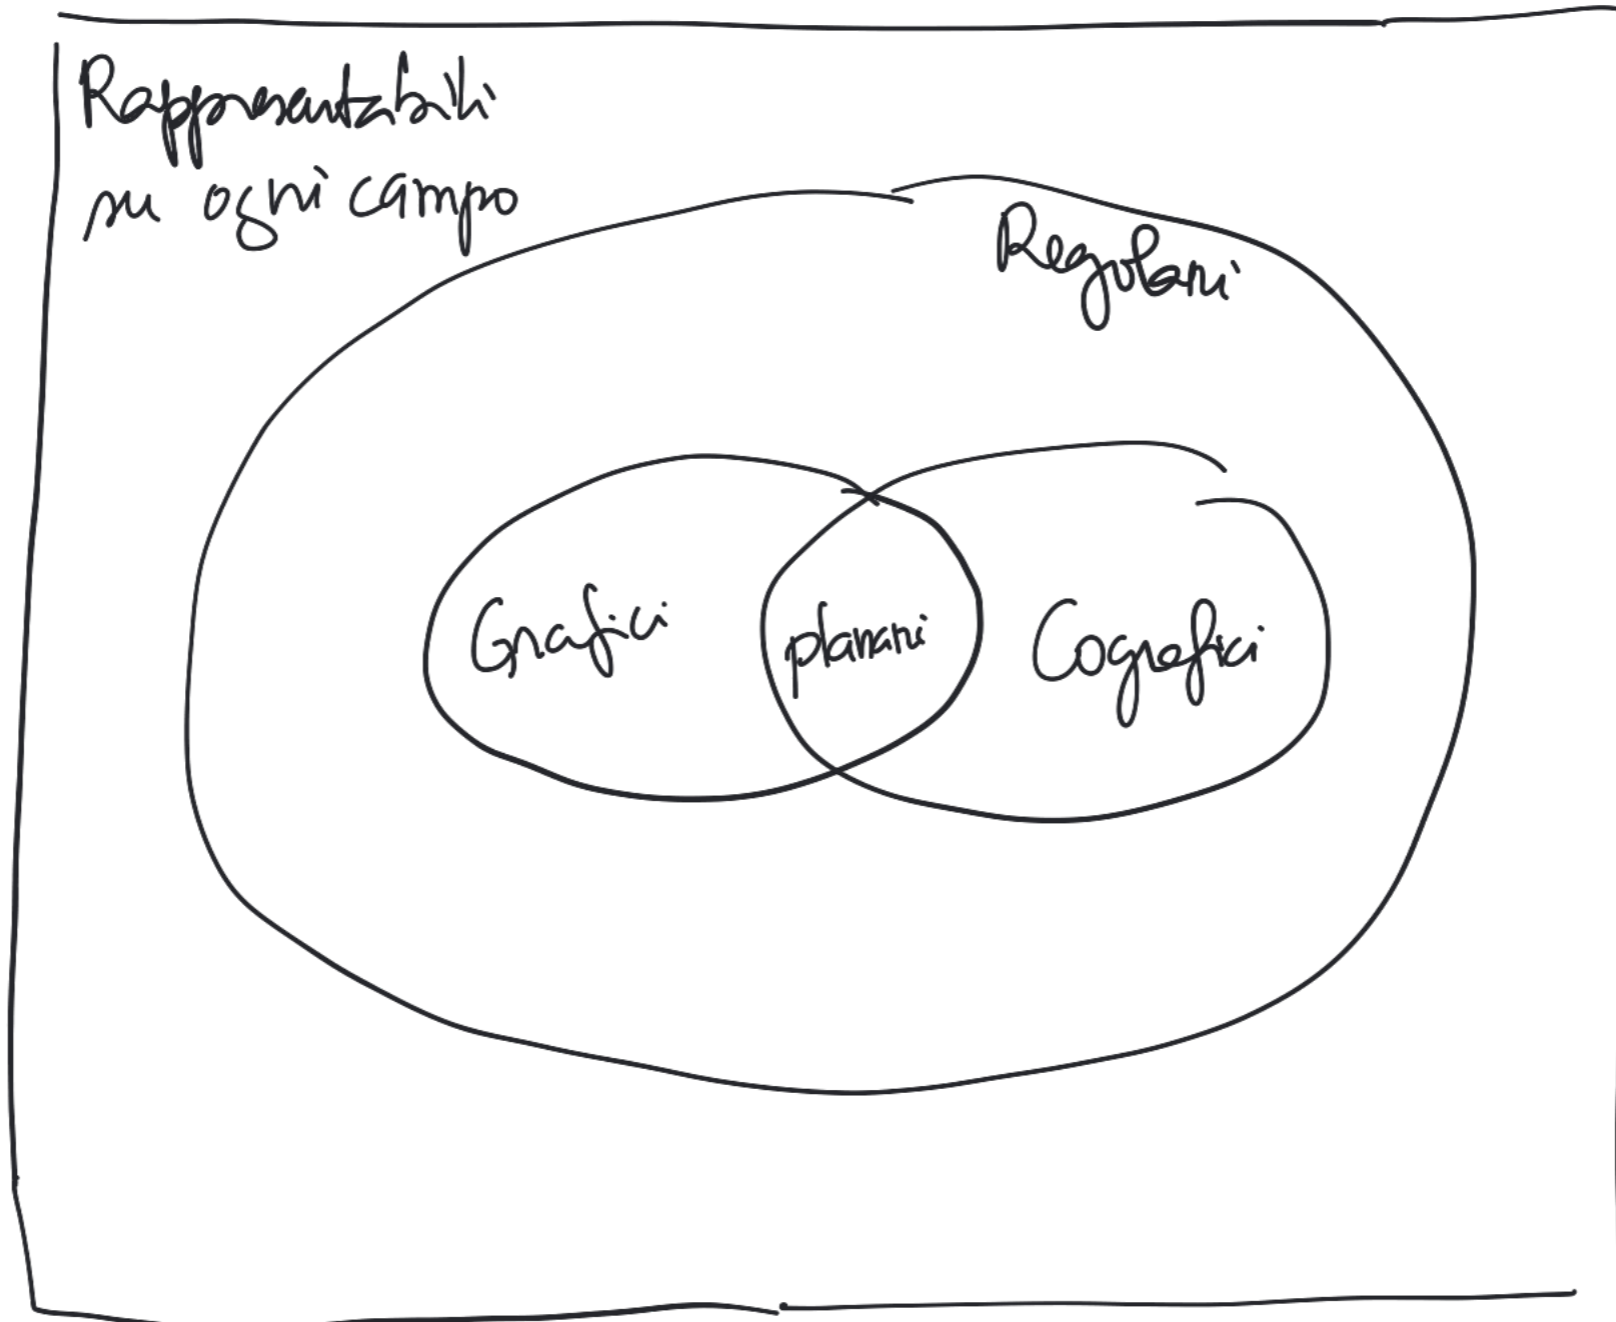 Rappresentabili
su ogni campo
Regolari
Grafici
planari
Cografici